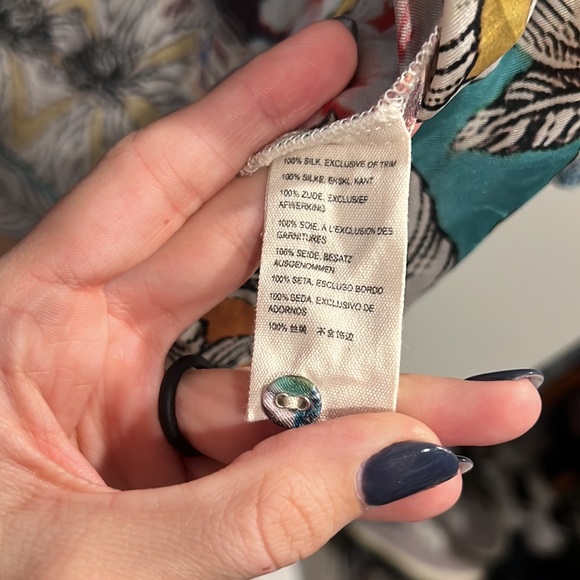 100% SILK, EXCLUSIVE OF TRIM
100% SILKE, EKSKL KANT
100% ZIJDE, EXCLUSIEF
AFWERKING
100% SOIE, A L'EXCLUSION DES
GARNITURES
100% SEIDE, BESATZ
AUSGENOMMEN
100% SETA, ESCLUSO BORDO
100% SEDA, EXCLUSIVO DE
ADORNOS
100% 丝绸 不含饰边